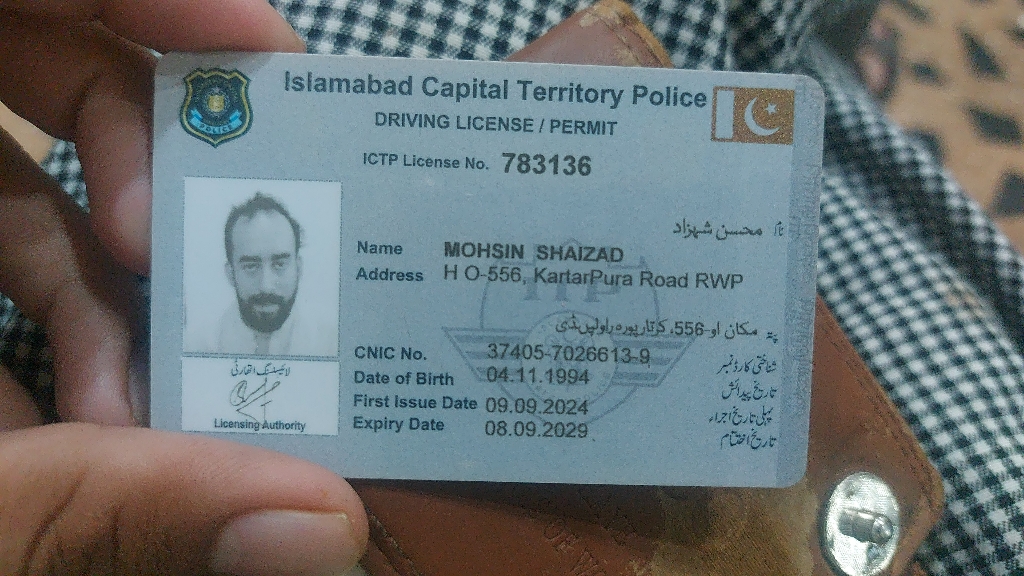 Islamabad Capital Territory Police
DRIVING LICENSE / PERMIT
ICTP License No. 783136
POLICE
نام محسن شہزاد
Name MOHSIN SHAIZAD
Address H O-556, KartarPura Road RWP
پتہ مکان او-556، کرتارپورہ راولپنڈی
CNIC No. 37405-7026613-9 شناختی کارڈ نمبر
Date of Birth 04.11.1994 تاریخ پیدائش
First Issue Date 09.09.2024 پہلی تاریخ اجراء
Expiry Date 08.09.2029 تاریخ اختتام
ITP
لائیسنسنگ اتھارٹی
Licensing Authority